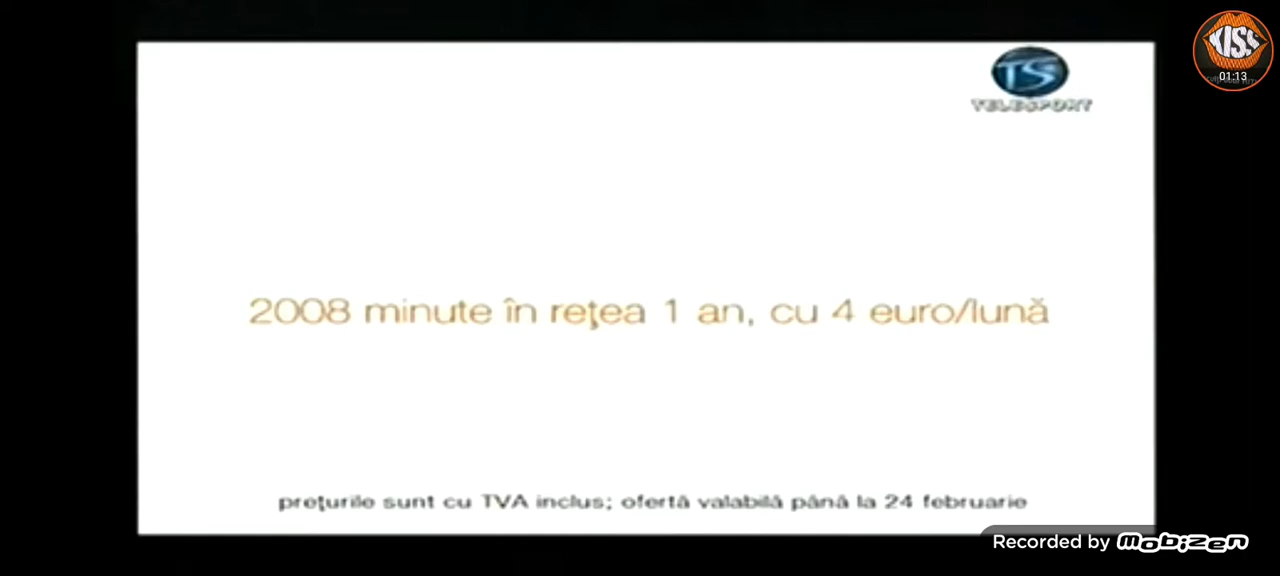 KISS
01:13
TS
TELESPORT
2008 minute în reţea 1 an, cu 4 euro/lună
preţurile sunt cu TVA inclus; ofertă valabilă până la 24 februarie
Recorded by mobizen